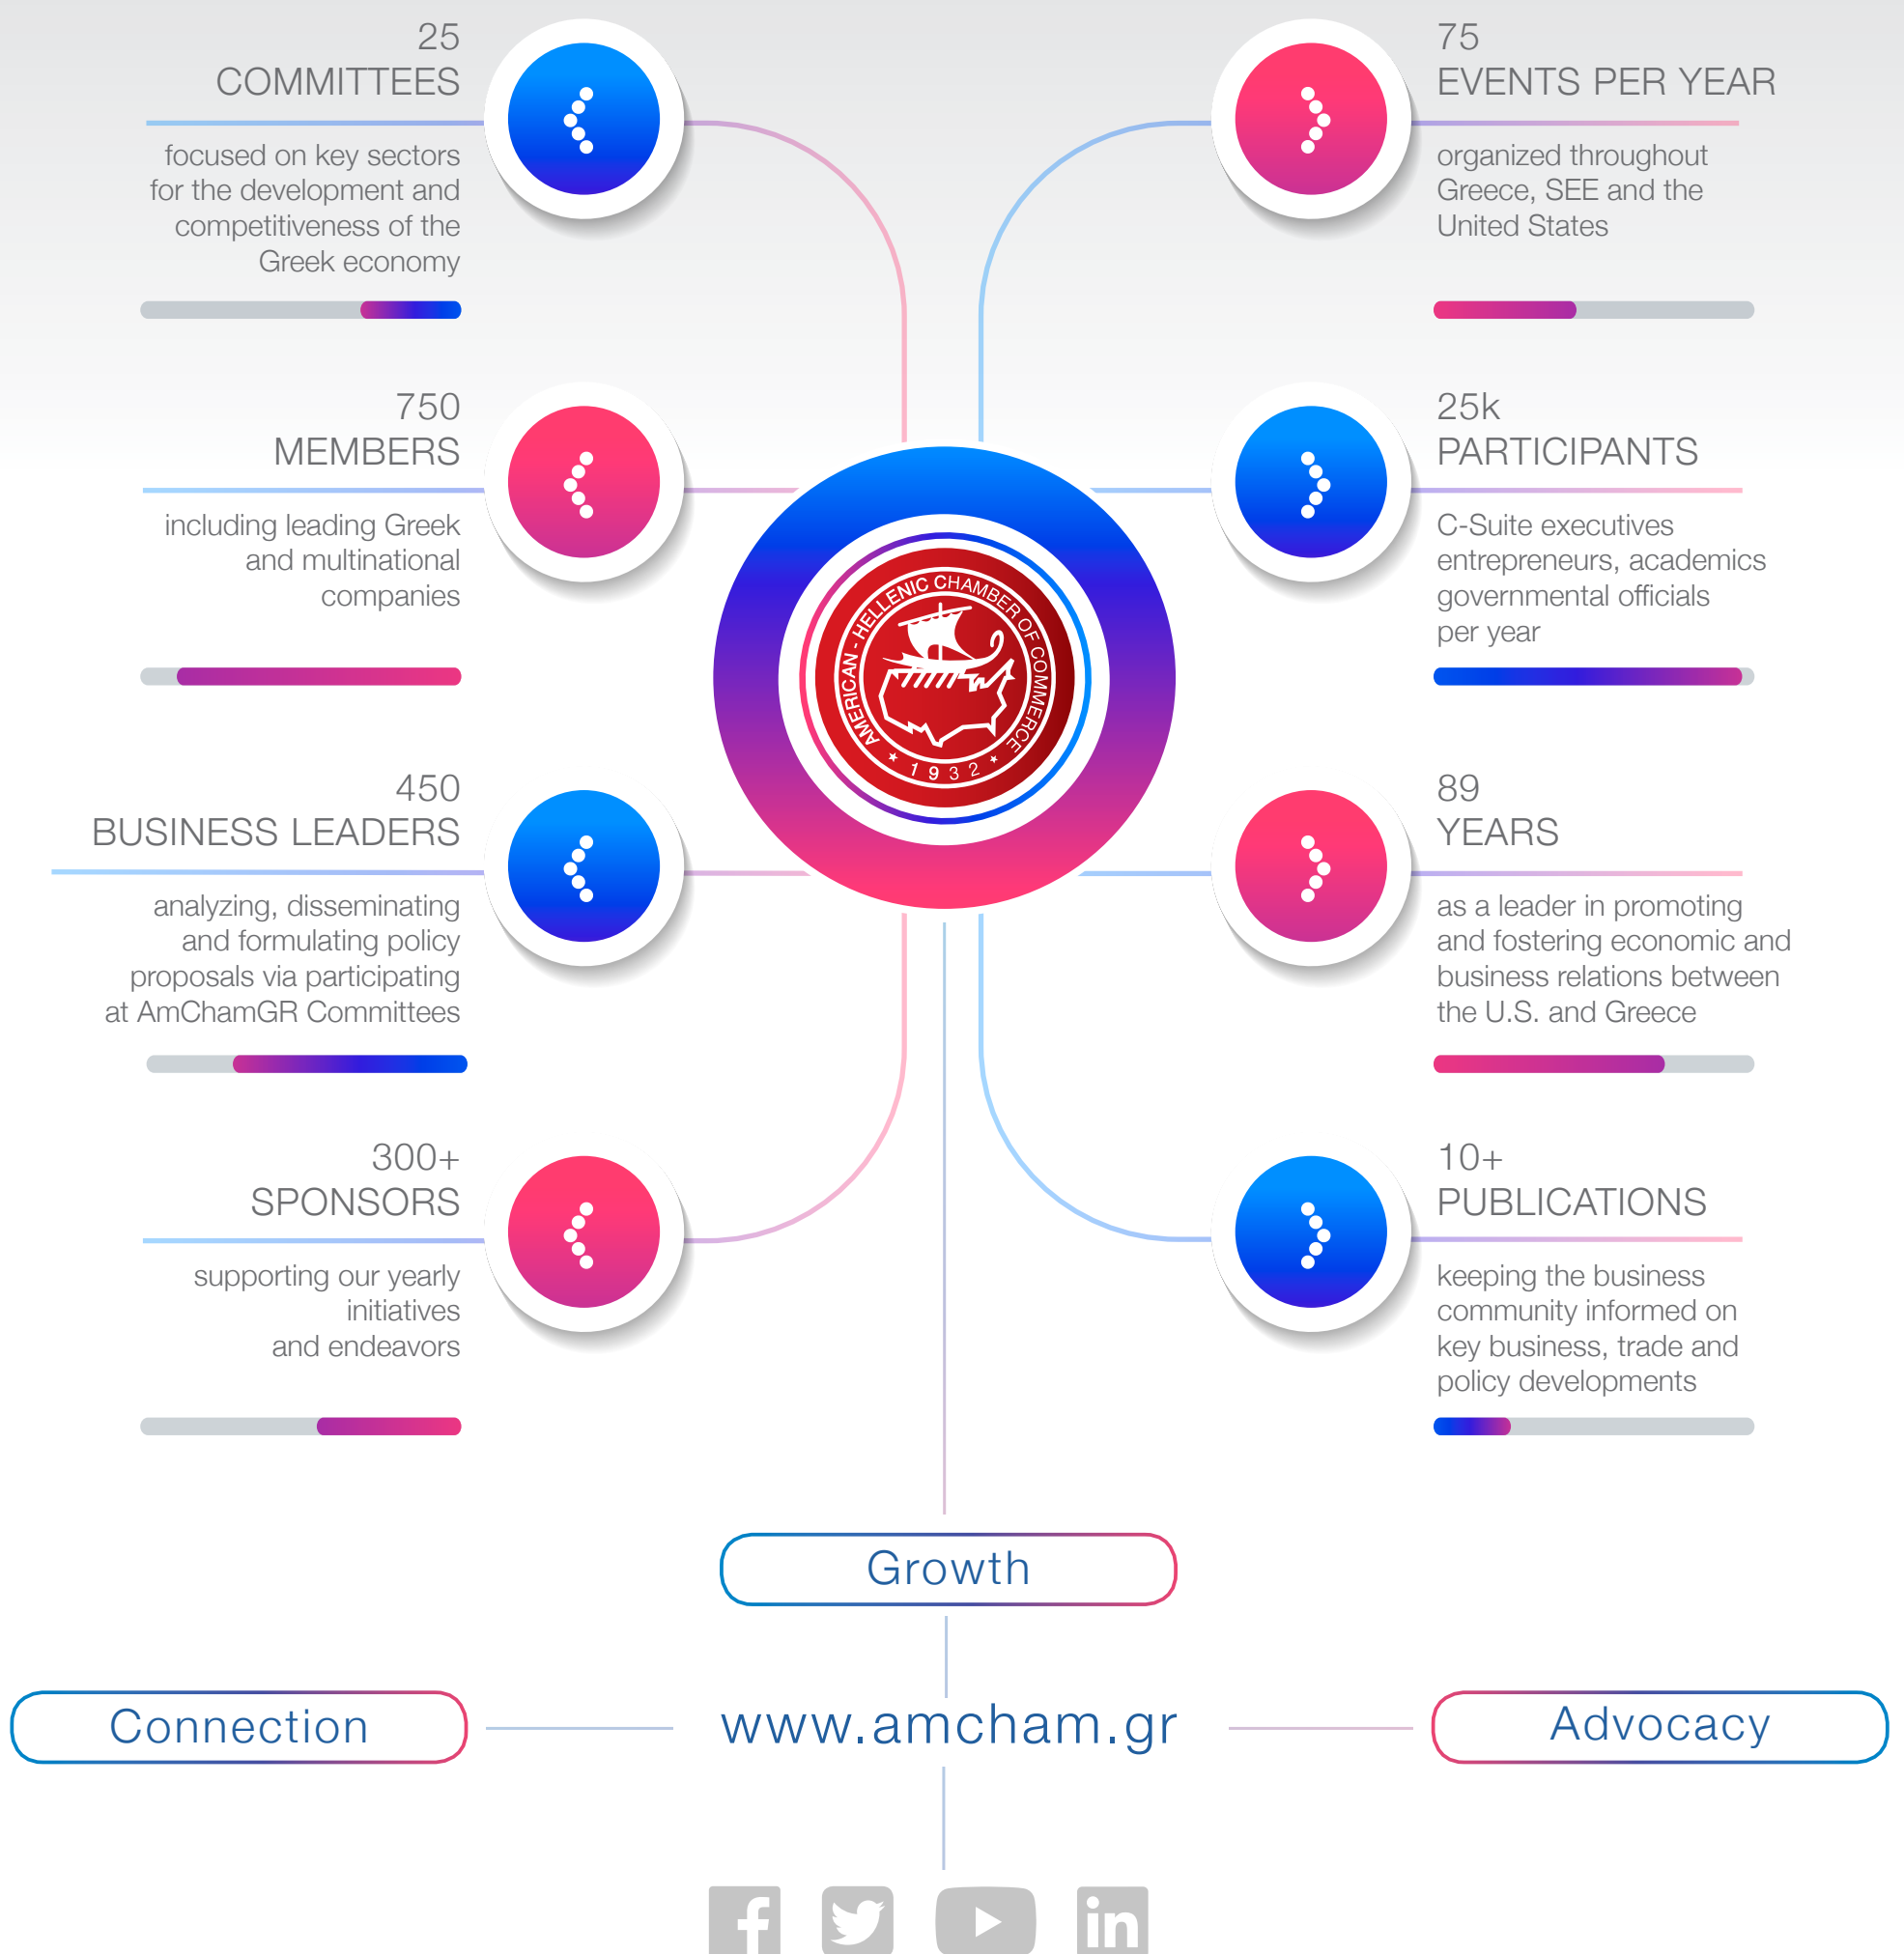 25
COMMITTEES
focused on key sectors
for the development and
competitiveness of the
Greek economy
75
EVENTS PER YEAR
organized throughout
Greece, SEE and the
United States
750
MEMBERS
including leading Greek
and multinational
companies
25k
PARTICIPANTS
C-Suite executives
entrepreneurs, academics
governmental officials
per year
AMERICAN - HELLENIC CHAMBER OF COMMERCE
* 1932 *
450
BUSINESS LEADERS
analyzing, disseminating
and formulating policy
proposals via participating
at AmChamGR Committees
89
YEARS
as a leader in promoting
and fostering economic and
business relations between
the U.S. and Greece
300+
SPONSORS
supporting our yearly
initiatives
and endeavors
10+
PUBLICATIONS
keeping the business
community informed on
key business, trade and
policy developments
Growth
Connection
www.amcham.gr
Advocacy
f
in